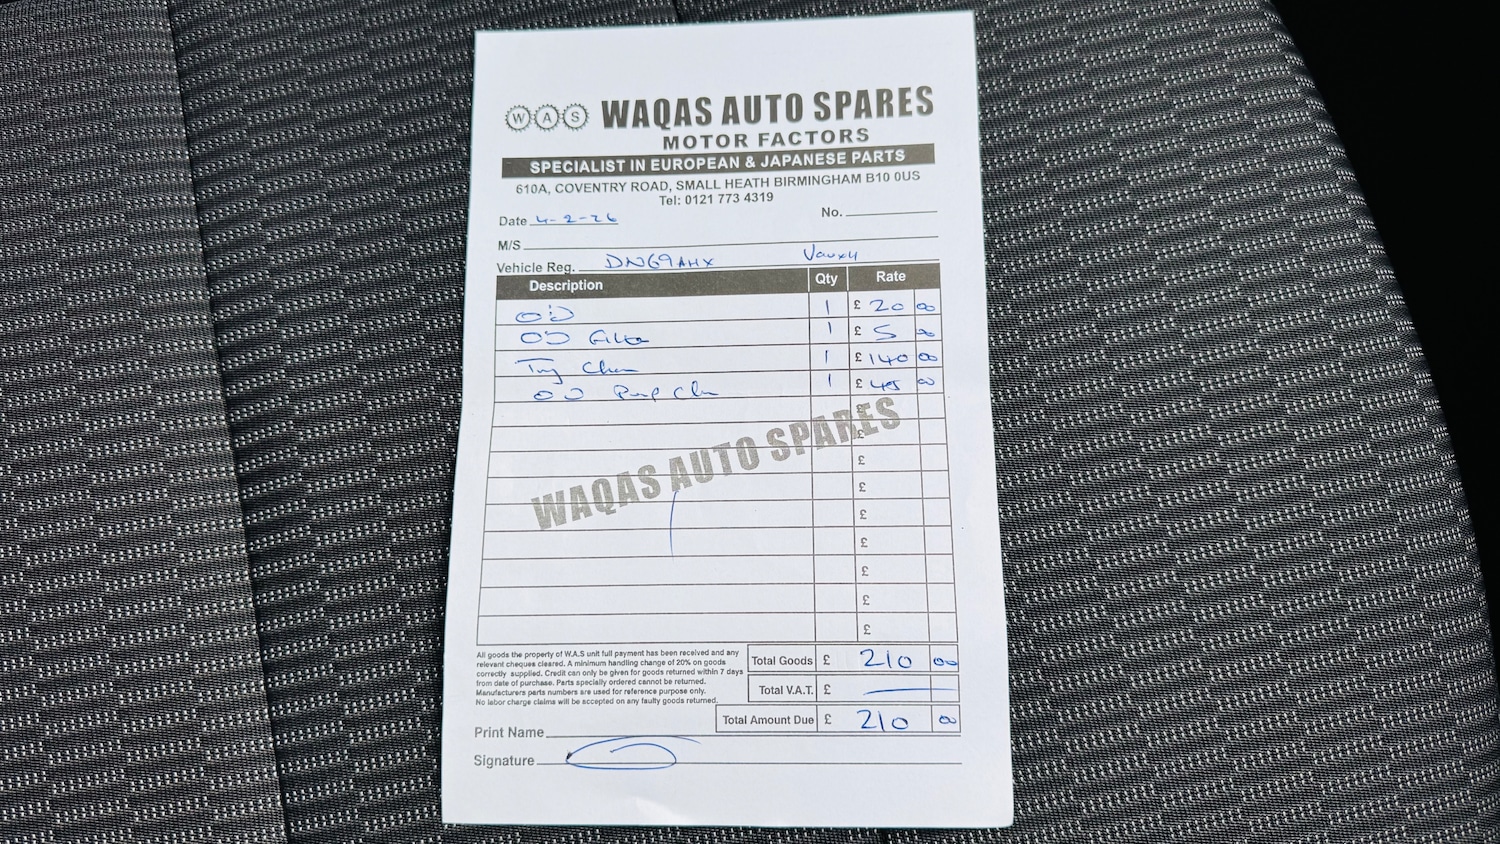 W A S WAQAS AUTO SPARES
MOTOR FACTORS
SPECIALIST IN EUROPEAN & JAPANESE PARTS
610A, COVENTRY ROAD, SMALL HEATH BIRMINGHAM B10 0US
Tel: 0121 773 4319
Date 4-2-26 No.
M/S
Vehicle Reg. DN69AHX
Description Qty Rate
Oil 1 £ 20 00
Oil Filter 1 £ 5 00
1 £ 140 00
Oil Pump 1 £ 45 00
£
£
£
£
£
£
£
£
£
WAQAS AUTO SPARES
All goods the property of W.A.S unit full payment has been received and any
relevant cheques cleared. A minimum handling change of 20% on goods
correctly supplied. Credit can only be given for goods returned within 7 days
from date of purchase. Parts specially ordered cannot be returned.
Manufacturers parts numbers are used for reference purpose only.
No labor charge claims will be accepted on any faulty goods returned.
Total Goods £ 210 00
Total V.A.T. £
Total Amount Due £ 210 00
Print Name
Signature